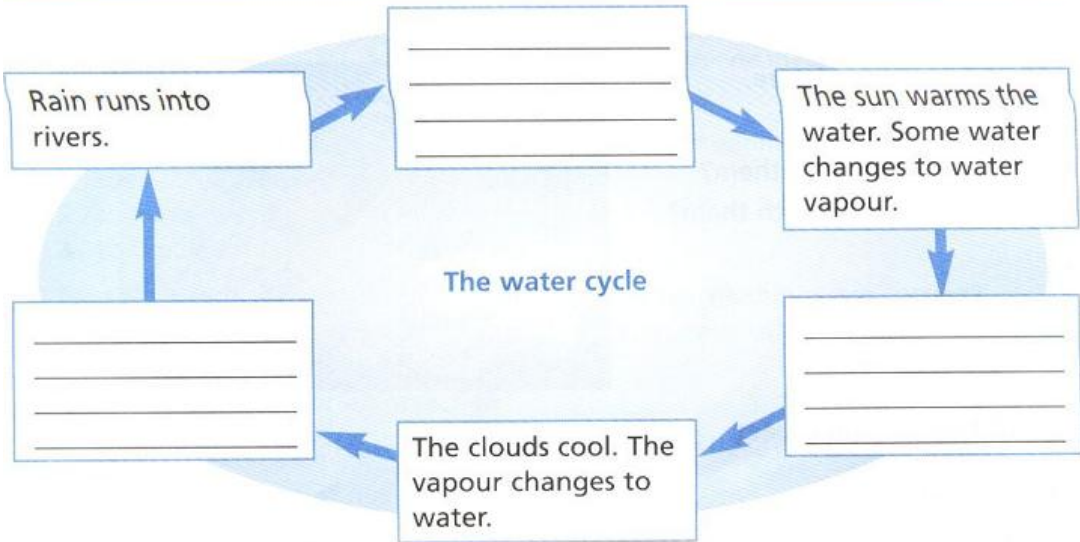 Rain runs into
rivers.
The sun warms the
water. Some water
changes to water
vapour.
The water cycle
The clouds cool. The
vapour changes to
water.